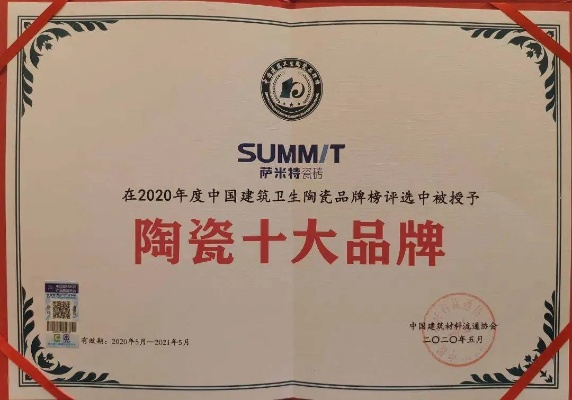 SUMMIT
萨米特瓷砖
在2020年度中国建筑卫生陶瓷品牌榜评选中被授予
陶瓷十大品牌
有效期：2020年5月—2021年5月
中国建筑材料流通协会
二〇二〇年五月